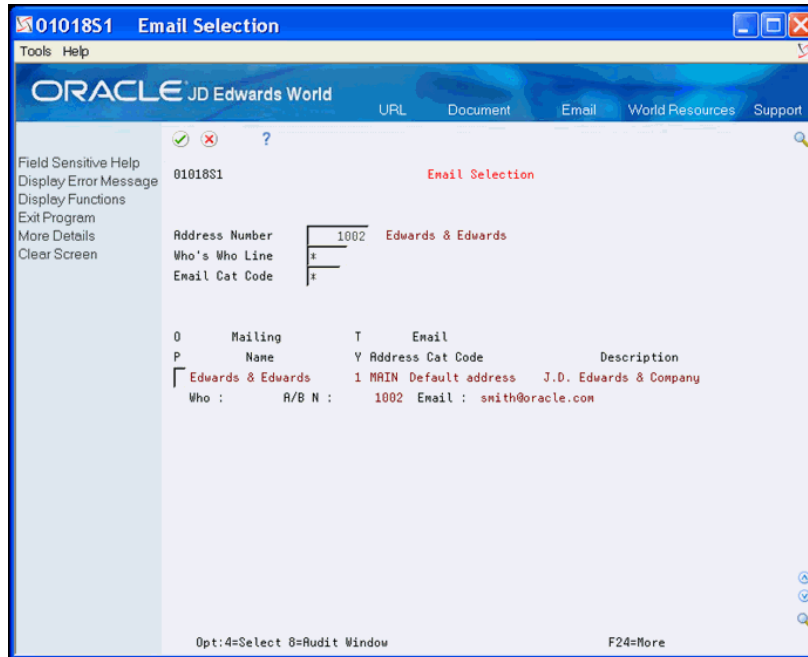 01018S1 Email Selection
Tools Help
ORACLE JD Edwards World
URL Document Email World Resources Support
?
Field Sensitive Help
Display Error Message
Display Functions
Exit Program
More Details
Clear Screen
01018S1 Email Selection
Address Number 1002 Edwards & Edwards
Who's Who Line *
Email Cat Code *
O Mailing T Email
P Name Y Address Cat Code Description
Edwards & Edwards 1 MAIN Default address J.D. Edwards & Company
Who : A/B N : 1002 Email : smith@oracle.com
Opt:4=Select 8=Audit Window F24=More